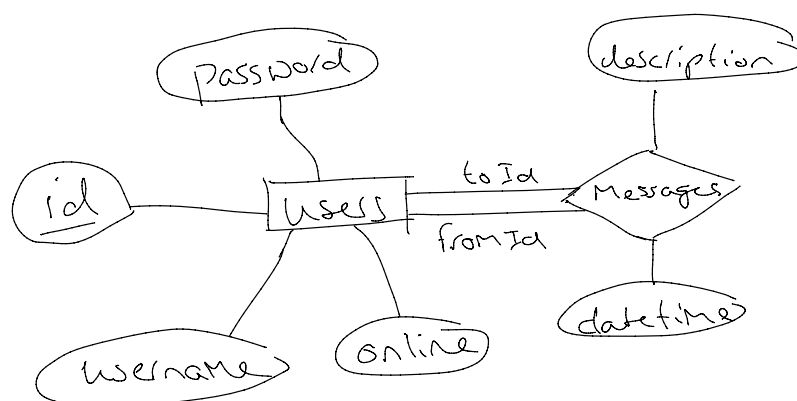 password
description
id
users
toId
fromId
Messages
username
online
datetime